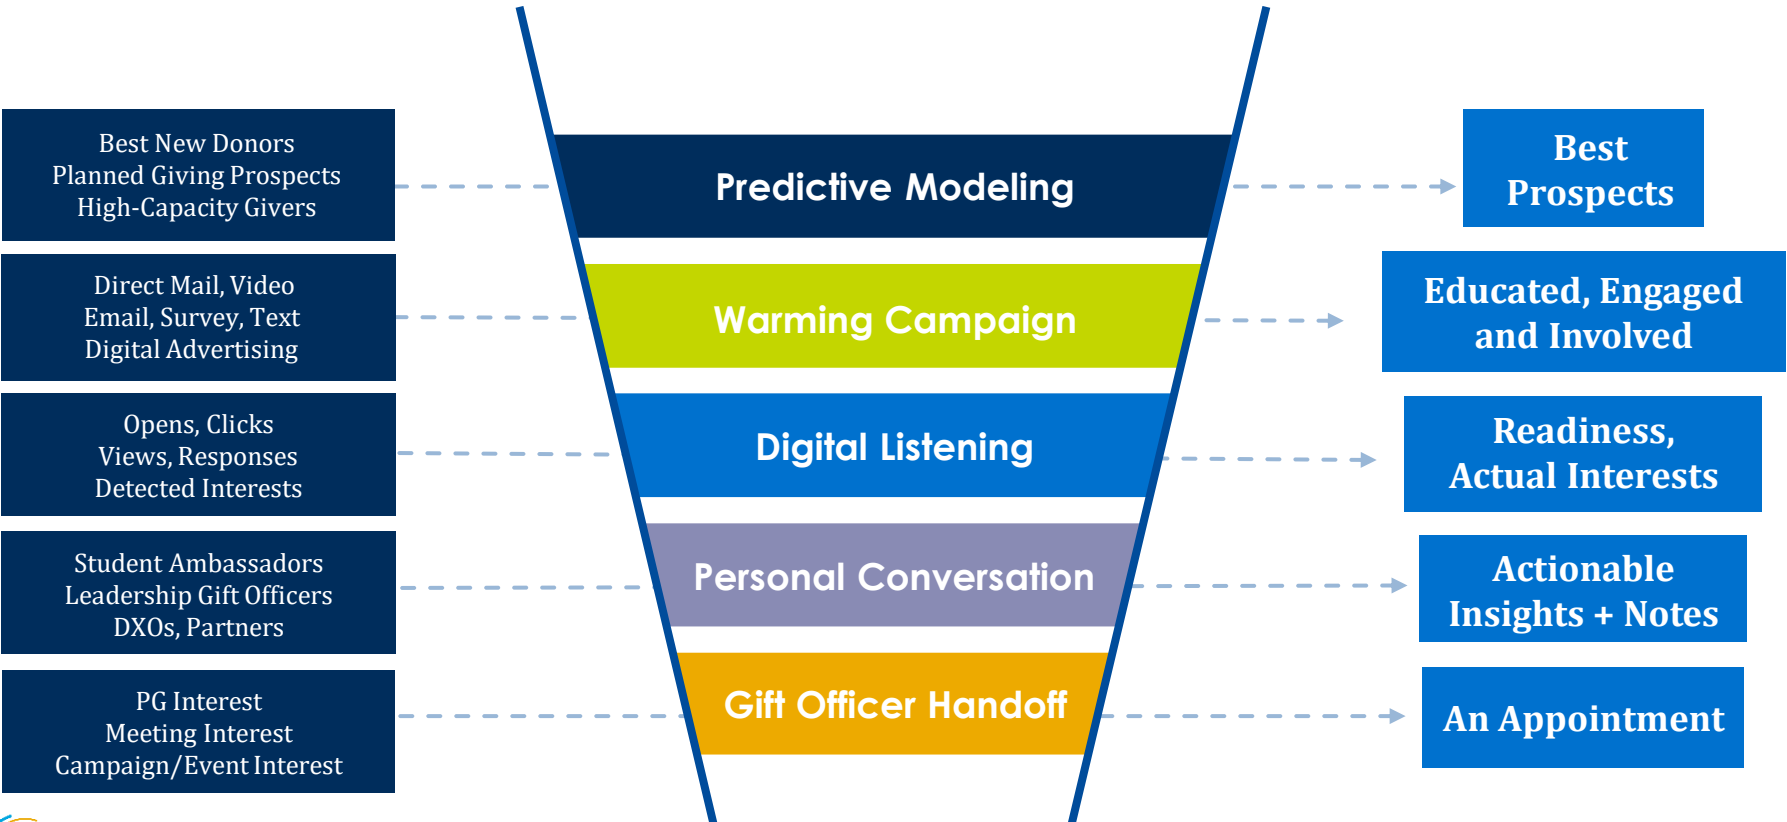 Best New Donors
Planned Giving Prospects
High-Capacity Givers
Predictive Modeling
Best
Prospects
Direct Mail, Video
Email, Survey, Text
Digital Advertising
Warming Campaign
Educated, Engaged
and Involved
Opens, Clicks
Views, Responses
Detected Interests
Digital Listening
Readiness,
Actual Interests
Student Ambassadors
Leadership Gift Officers
DXOs, Partners
Personal Conversation
Actionable
Insights + Notes
PG Interest
Meeting Interest
Campaign/Event Interest
Gift Officer Handoff
An Appointment